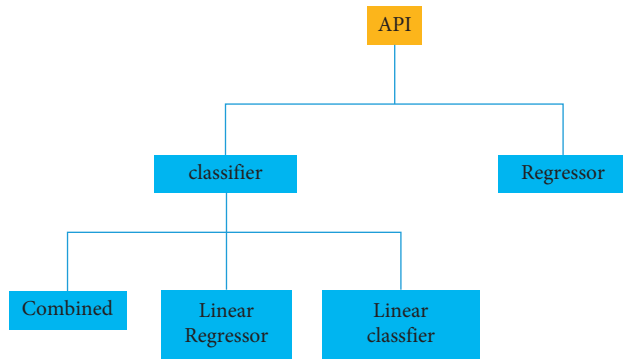 API
classifier
Regressor
Combined
Linear
Regressor
Linear
classfier